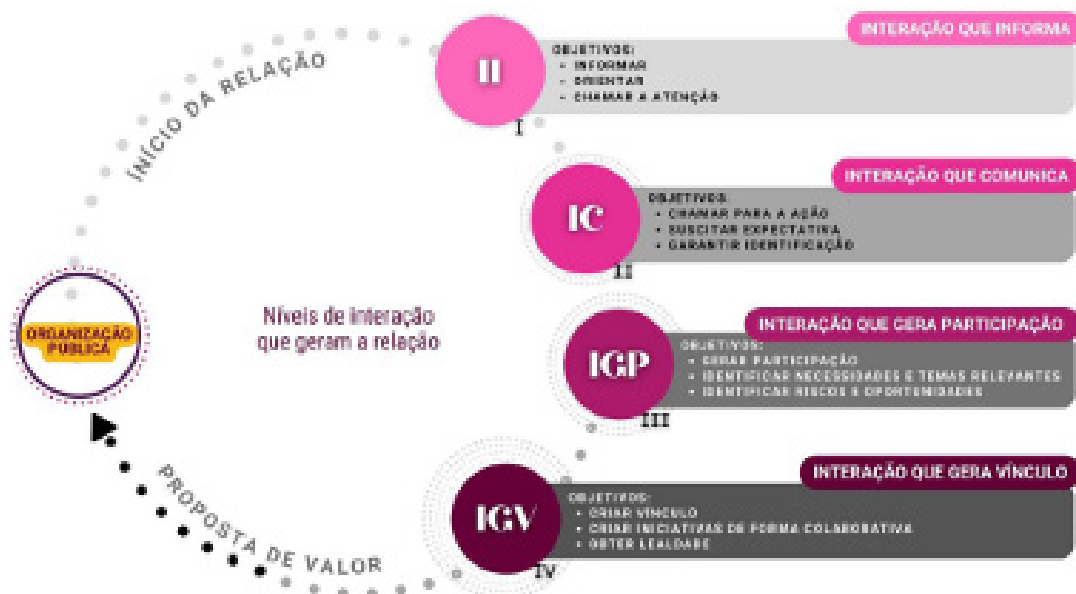 INÍCIO DA RELAÇÃO
ORGANIZAÇÃO
PÚBLICA
Níveis de interação
que geram a relação
PROPOSTA DE VALOR
II
I
INTERAÇÃO QUE INFORMA
OBJETIVOS:
• INFORMAR
• ORIENTAR
• CHAMAR A ATENÇÃO
IC
II
INTERAÇÃO QUE COMUNICA
OBJETIVOS:
• CHAMAR PARA A AÇÃO
• SUSCITAR EXPECTATIVA
• GARANTIR IDENTIFICAÇÃO
IGP
III
INTERAÇÃO QUE GERA PARTICIPAÇÃO
OBJETIVOS:
• GERAR PARTICIPAÇÃO
• IDENTIFICAR NECESSIDADES E TEMAS RELEVANTES
• IDENTIFICAR RISCOS E OPORTUNIDADES
IGV
IV
INTERAÇÃO QUE GERA VÍNCULO
OBJETIVOS:
• CRIAR VÍNCULO
• CRIAR INICIATIVAS DE FORMA COLABORATIVA
• OBTER LEALDADE